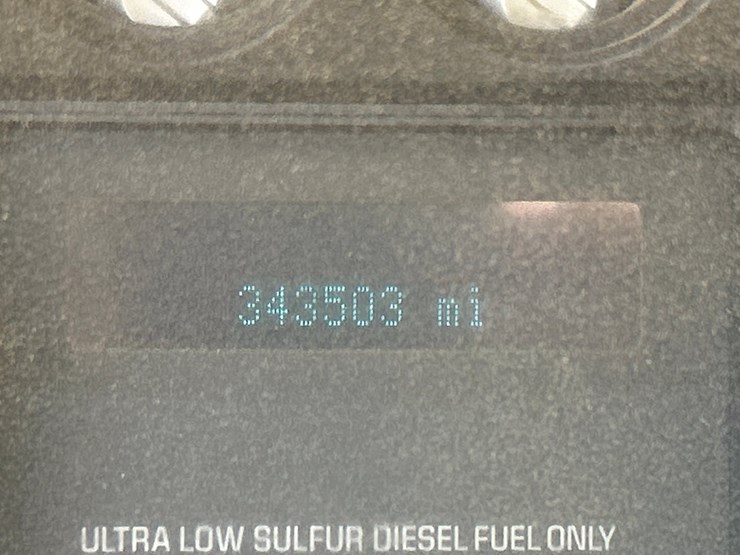 343503 mi
ULTRA LOW SULFUR DIESEL FUEL ONLY